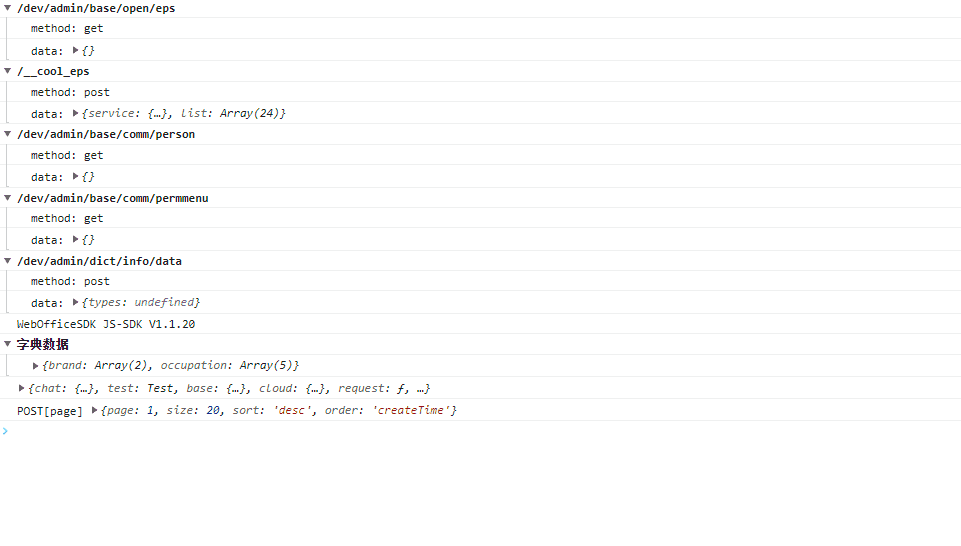 /dev/admin/base/open/eps
method: get
data: {}
/__cool_eps
method: post
data: {service: {…}, list: Array(24)}
/dev/admin/base/comm/person
method: get
data: {}
/dev/admin/base/comm/permmenu
method: get
data: {}
/dev/admin/dict/info/data
method: post
data: {types: undefined}
WebOfficeSDK JS-SDK V1.1.20
字典数据
{brand: Array(2), occupation: Array(5)}
{chat: {…}, test: Test, base: {…}, cloud: {…}, request: ƒ, …}
POST[page] {page: 1, size: 20, sort: 'desc', order: 'createTime'}